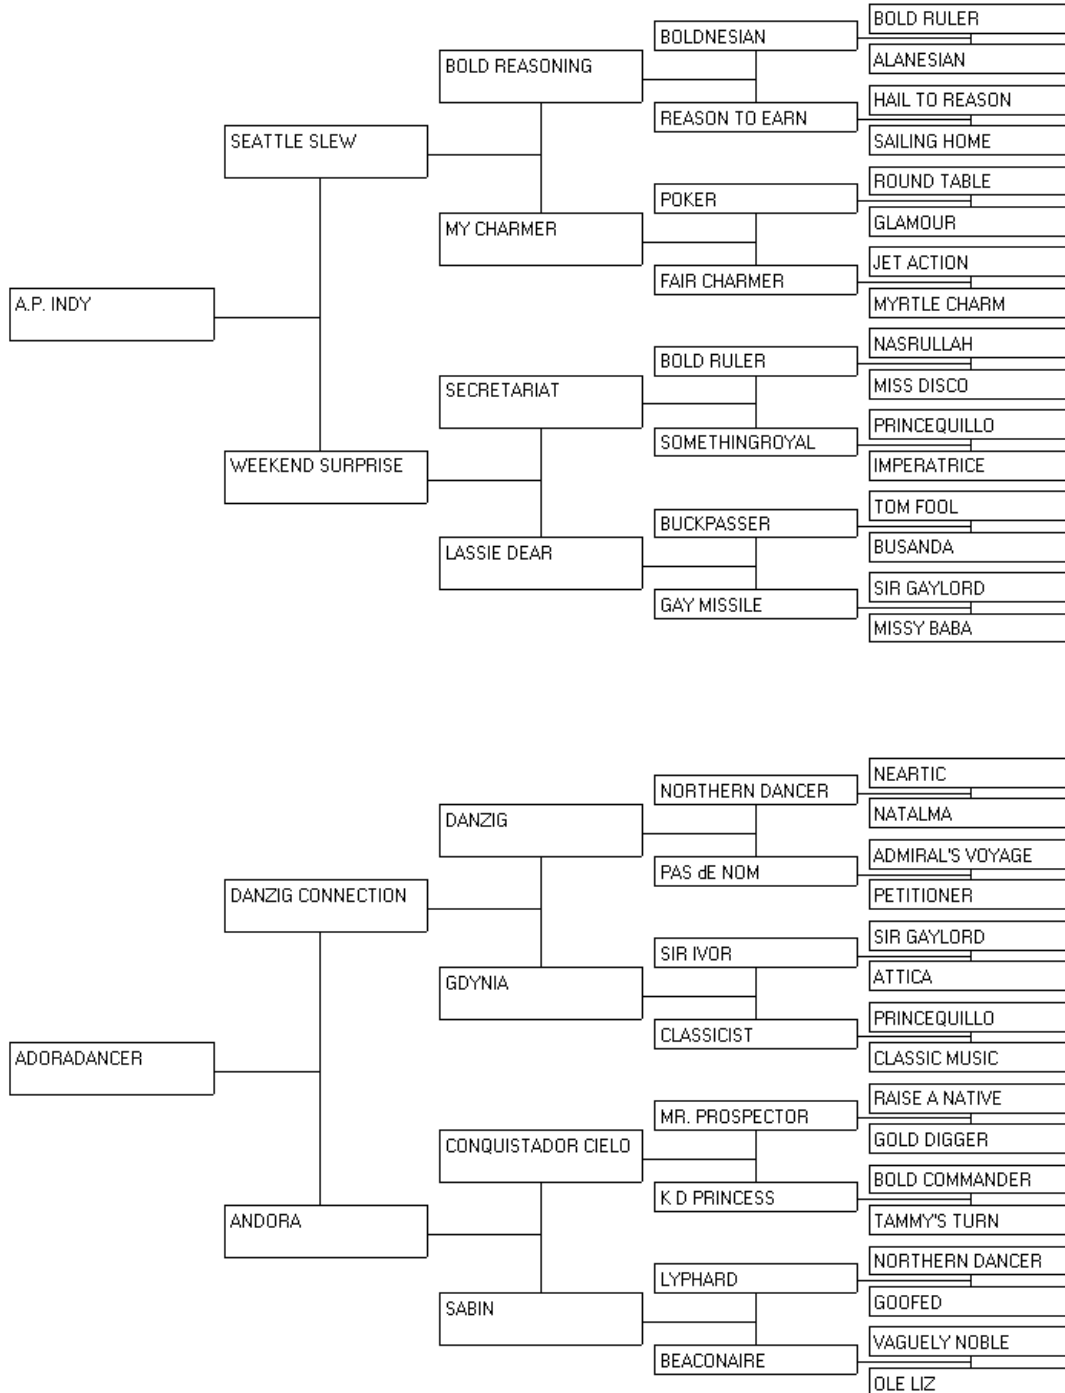 BOLD RULER
BOLDNESIAN
ALANESIAN
BOLD REASONING
HAIL TO REASON
REASON TO EARN
SAILING HOME
SEATTLE SLEW
ROUND TABLE
POKER
GLAMOUR
MY CHARMER
JET ACTION
FAIR CHARMER
MYRTLE CHARM
A.P. INDY
NASRULLAH
BOLD RULER
MISS DISCO
SECRETARIAT
PRINCEQUILLO
SOMETHINGROYAL
IMPERATRICE
WEEKEND SURPRISE
TOM FOOL
BUCKPASSER
BUSANDA
LASSIE DEAR
SIR GAYLORD
GAY MISSILE
MISSY BABA
NEARTIC
NORTHERN DANCER
NATALMA
DANZIG
ADMIRAL'S VOYAGE
PAS dE NOM
PETITIONER
DANZIG CONNECTION
SIR GAYLORD
SIR IVOR
ATTICA
GDYNIA
PRINCEQUILLO
CLASSICIST
CLASSIC MUSIC
ADORADANCER
RAISE A NATIVE
MR. PROSPECTOR
GOLD DIGGER
CONQUISTADOR CIELO
BOLD COMMANDER
K D PRINCESS
TAMMY'S TURN
ANDORA
NORTHERN DANCER
LYPHARD
GOOFED
SABIN
VAGUELY NOBLE
BEACONAIRE
OLE LIZ